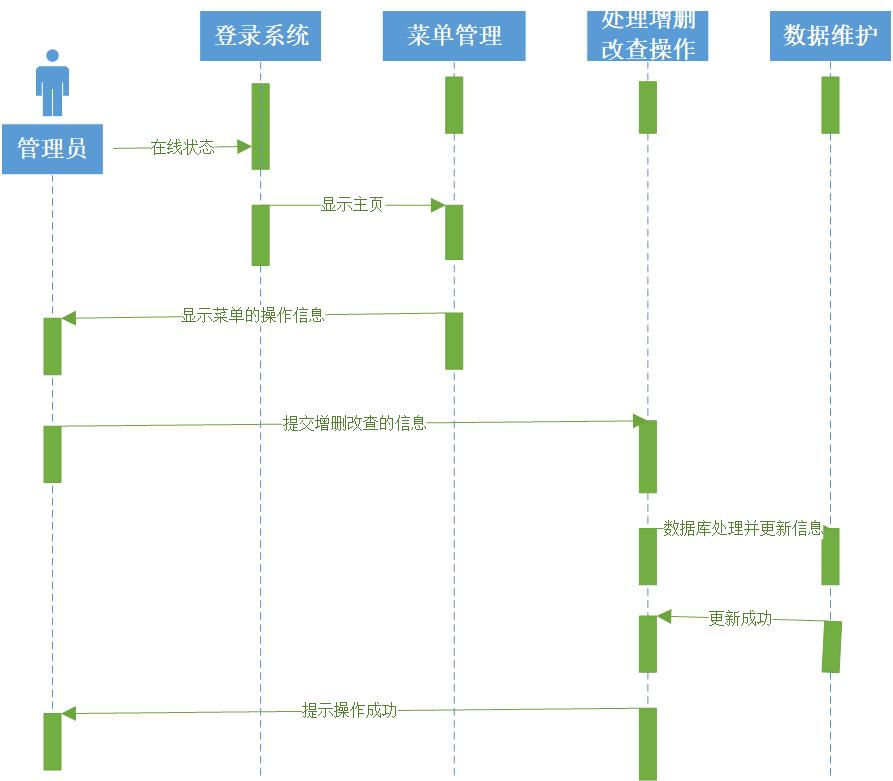 登录系统
菜单管理
处理增删
改查操作
数据维护
管理员
在线状态
显示主页
显示菜单的操作信息
提交增删改查的信息
数据库处理并更新信息
更新成功
提示操作成功